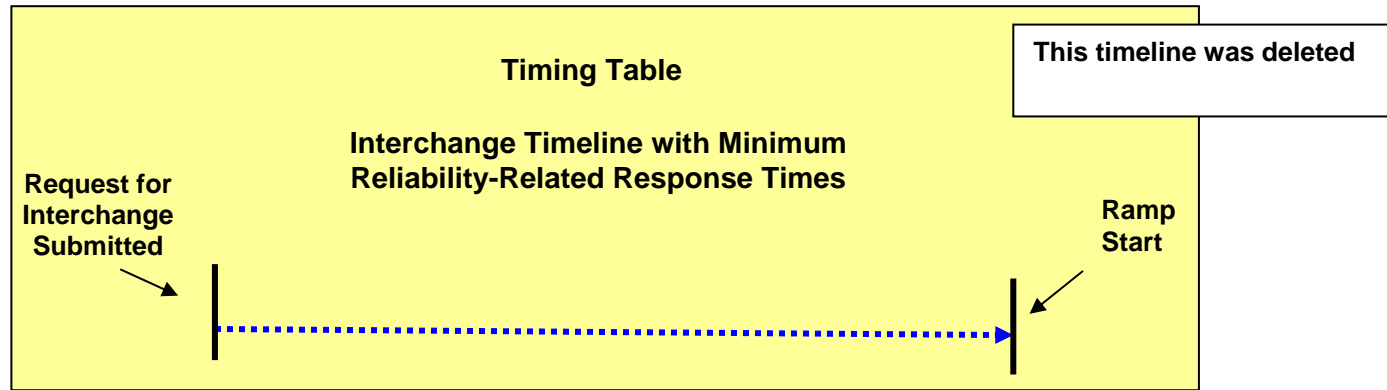 This timeline was deleted
Timing Table
Interchange Timeline with Minimum
Reliability-Related Response Times
Request for
Interchange
Submitted
Ramp
Start